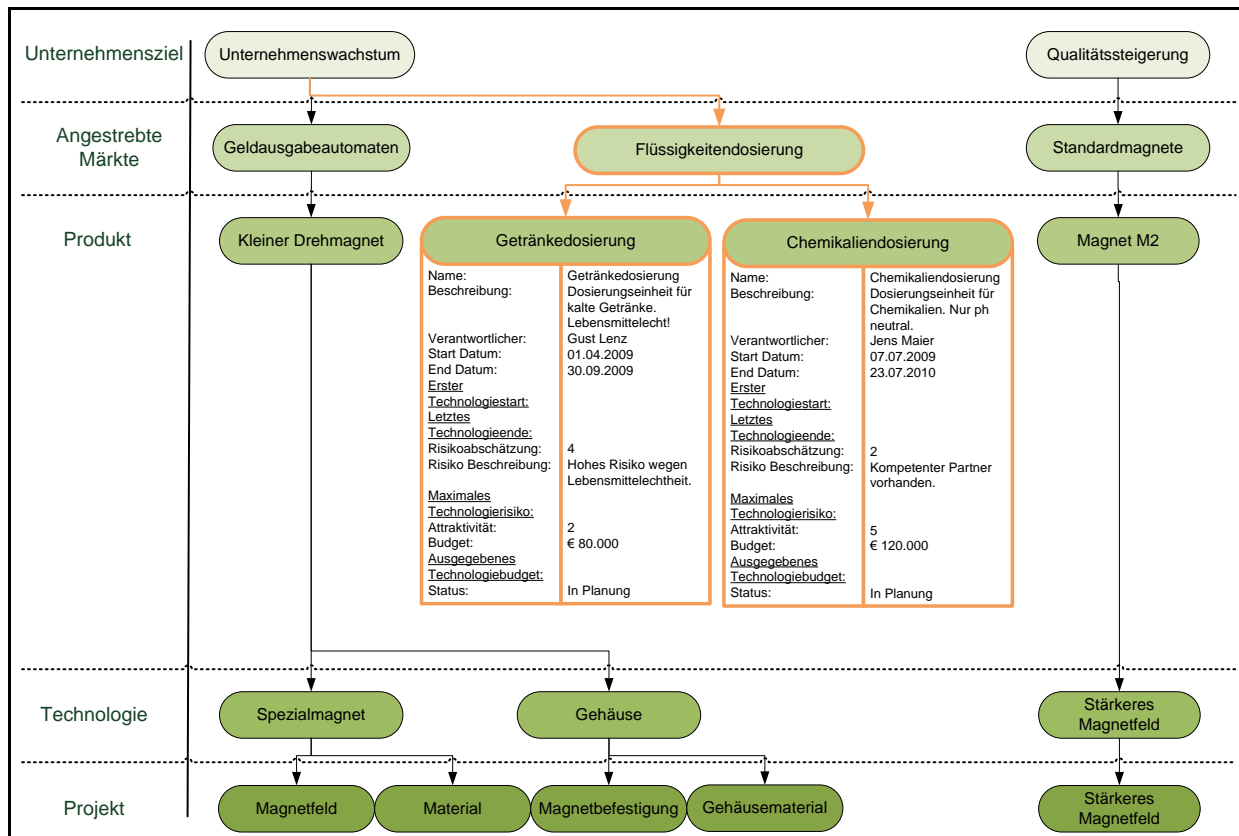 Unternehmensziel
Unternehmenswachstum
Qualitätssteigerung
Angestrebte
Märkte
Geldausgabeautomaten
Flüssigkeitendosierung
Standardmagnete
Produkt
Kleiner Drehmagnet
Getränkedosierung
Name:
Getränkedosierung
Beschreibung:
Dosierungseinheit für
kalte Getränke.
Lebensmittelecht!
Verantwortlicher:
Gust Lenz
Start Datum:
01.04.2009
End Datum:
30.09.2009
Erster
Technologiestart:
Letztes
Technologieende:
Risikoabschätzung:
4
Risiko Beschreibung:
Hohes Risiko wegen
Lebensmittelechtheit.
Maximales
Technologierisiko:
Attraktivität:
2
Budget:
€ 80.000
Ausgegebenes
Technologiebudget:
Status:
In Planung
Chemikaliendosierung
Name:
Chemikaliendosierung
Beschreibung:
Dosierungseinheit für
Chemikalien. Nur ph
neutral.
Verantwortlicher:
Jens Maier
Start Datum:
07.07.2009
End Datum:
23.07.2010
Erster
Technologiestart:
Letztes
Technologieende:
Risikoabschätzung:
2
Risiko Beschreibung:
Kompetenter Partner
vorhanden.
Maximales
Technologierisiko:
Attraktivität:
5
Budget:
€ 120.000
Ausgegebenes
Technologiebudget:
Status:
In Planung
Magnet M2
Technologie
Spezialmagnet
Gehäuse
Stärkeres
Magnetfeld
Projekt
Magnetfeld
Material
Magnetbefestigung
Gehäusematerial
Stärkeres
Magnetfeld